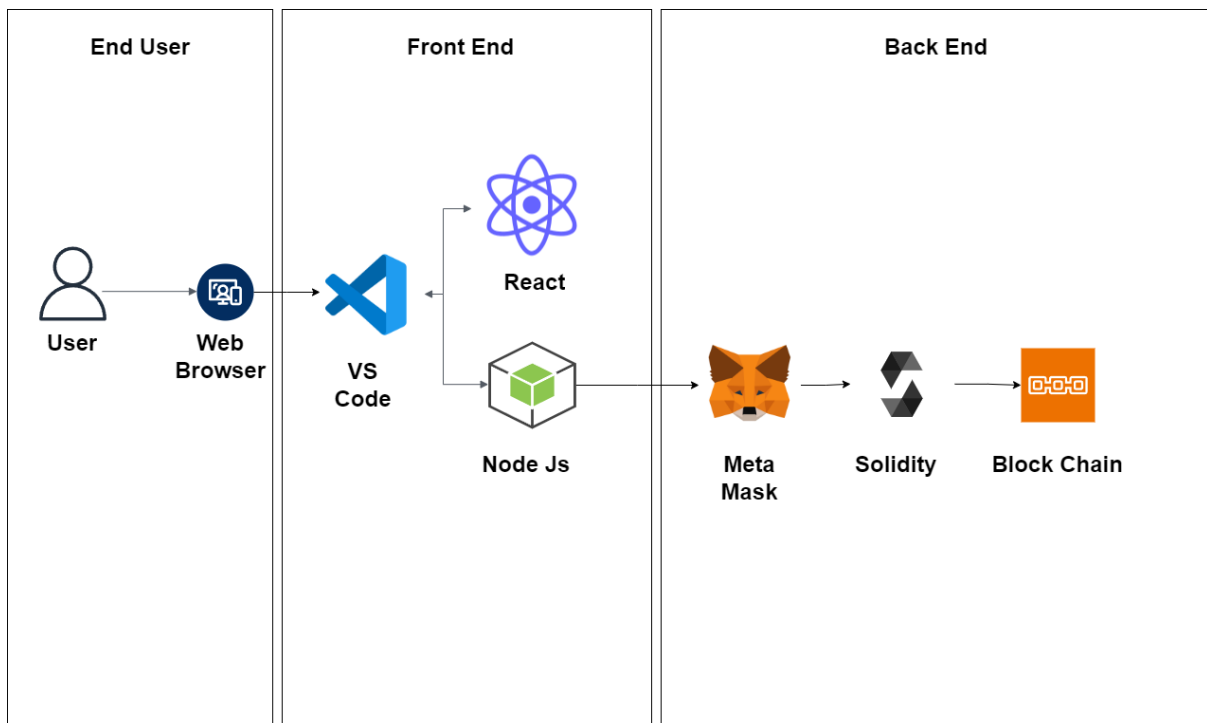 End User
Front End
Back End
User
Web
Browser
VS
Code
React
Node Js
Meta
Mask
Solidity
Block Chain